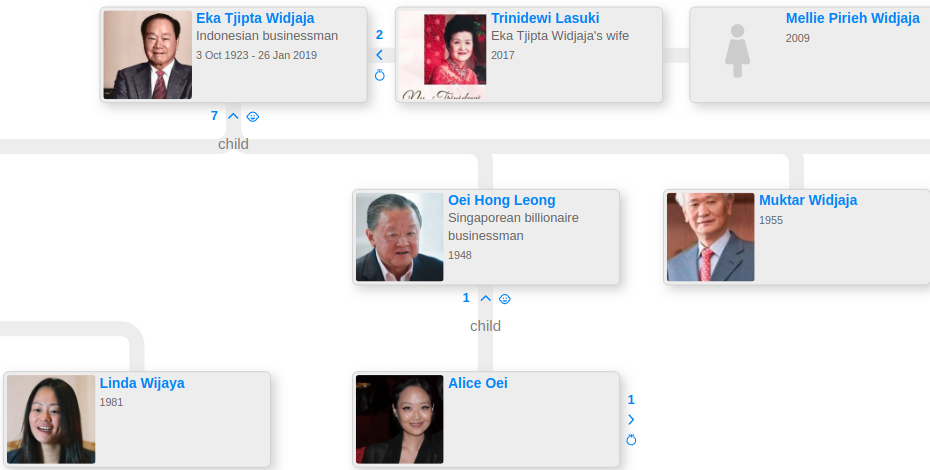 Eka Tjipta Widjaja
Indonesian businessman
3 Oct 1923 - 26 Jan 2019
2
Trinidewi Lasuki
Eka Tjipta Widjaja's wife
2017
Mellie Pirieh Widjaja
2009
7
child
Oei Hong Leong
Singaporean billionaire
businessman
1948
Muktar Widjaja
1955
1
child
Linda Wijaya
1981
Alice Oei
1